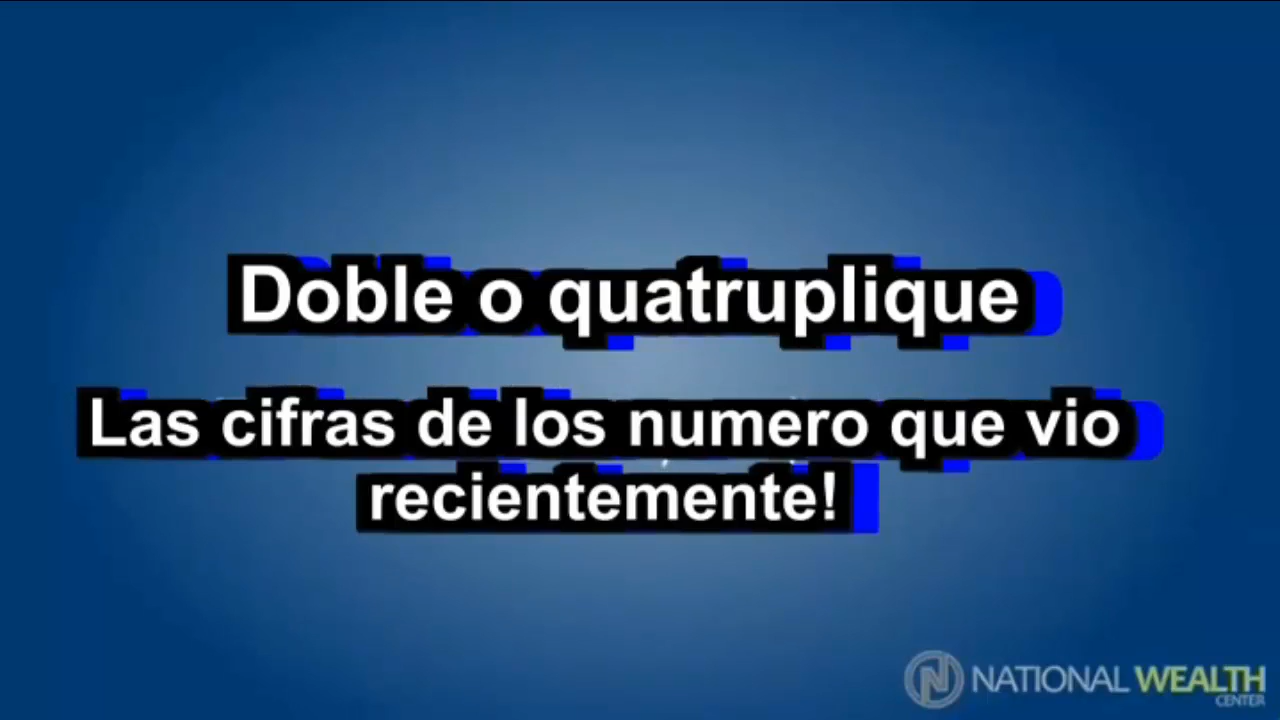 Doble o quatruplique
Las cifras de los numero que vio
recientemente!
NATIONAL WEALTH
CENTER